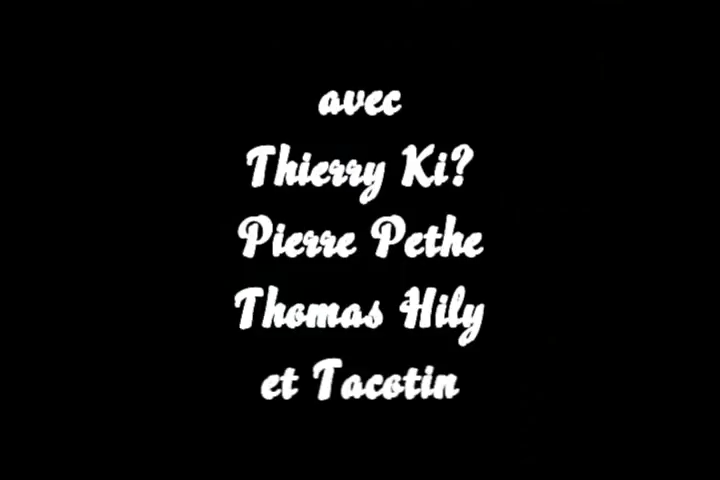 avec
Thierry Ki?
Pierre Pethe
Thomas Hily
et Tacotin